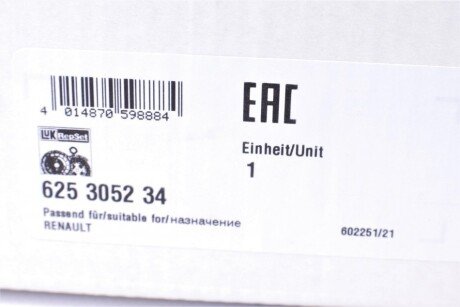 EAC
4 014870 598884
LuK RepSet
Einheit/Unit
1
625 3052 34
Passend für/suitable for/назначение
RENAULT
602251/21